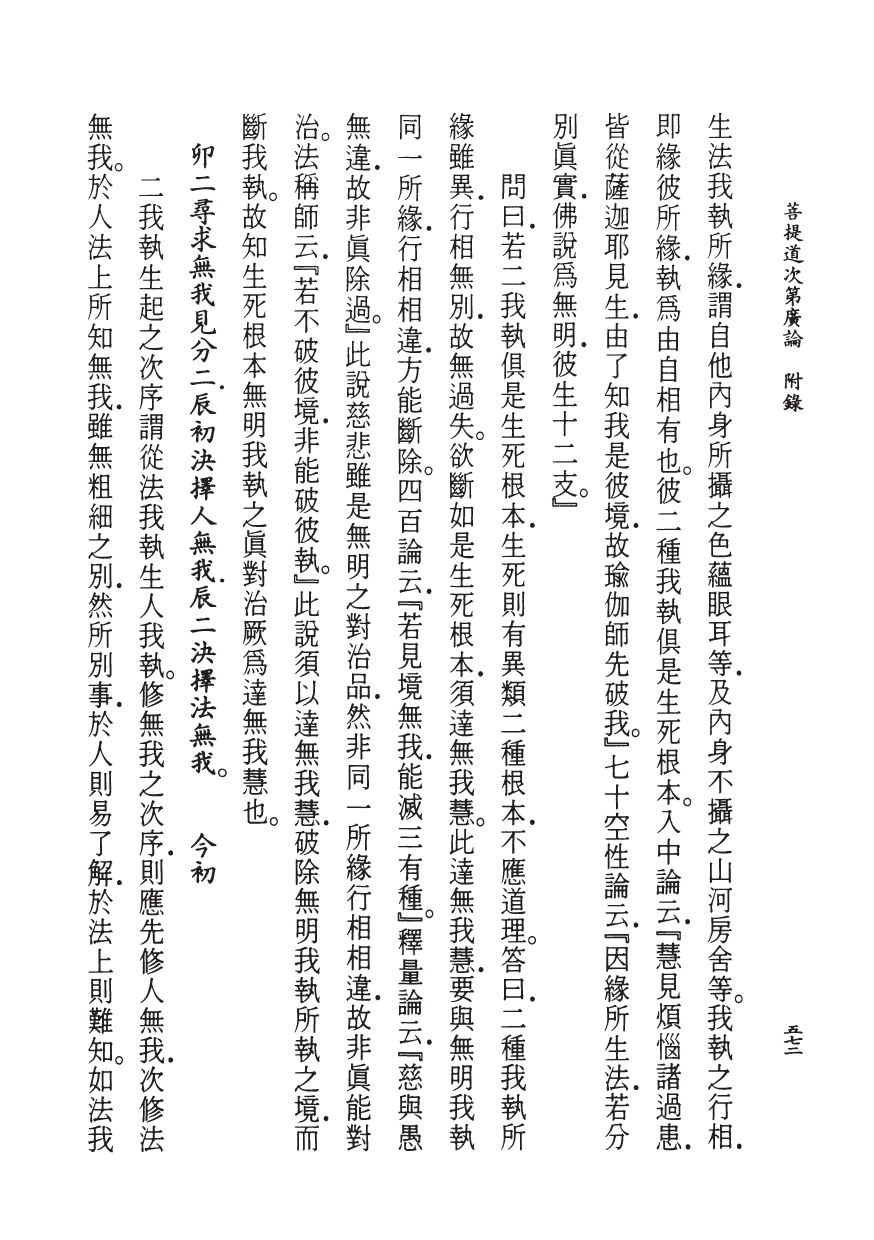 菩提道次第廣論　附錄
五七二
生法我執所緣．謂自他內身所攝之色蘊眼耳等．及內身不攝之山河房舍等。我執之行相．
即緣彼所緣．執爲由自相有也。彼二種我執俱是生死根本。入中論云．『慧見煩惱諸過患．
皆從薩迦耶見生．由了知我是彼境．故瑜伽師先破我。』七十空性論云．『因緣所生法．若分
別眞實．佛說爲無明．彼生十二支。』
問曰．若二我執俱是生死根本．生死則有異類二種根本．不應道理。答曰．二種我執所
緣雖異．行相無別．故無過失。欲斷如是生死根本．須達無我慧。此達無我慧．要與無明我執
同一所緣．行相相違．方能斷除。四百論云．『若見境無我．能滅三有種。』釋量論云．『慈與愚
無違．故非眞除過。』此說慈悲雖是無明之對治品．然非同一所緣行相相違．故非眞能對
治。法稱師云．『若不破彼境．非能破彼執。』此說須以達無我慧．破除無明我執所執之境．而
斷我執。故知生死根本無明我執之眞對治厥爲達無我慧也。
卯二尋求無我見分二．辰初決擇人無我．辰二決擇法無我。　今初
二我執生起之次序謂從法我執生人我執。修無我之次序．則應先修人無我．次修法
無我。於人法上所知無我．雖無粗細之別．然所別事．於人則易了解．於法上則難知。如法我